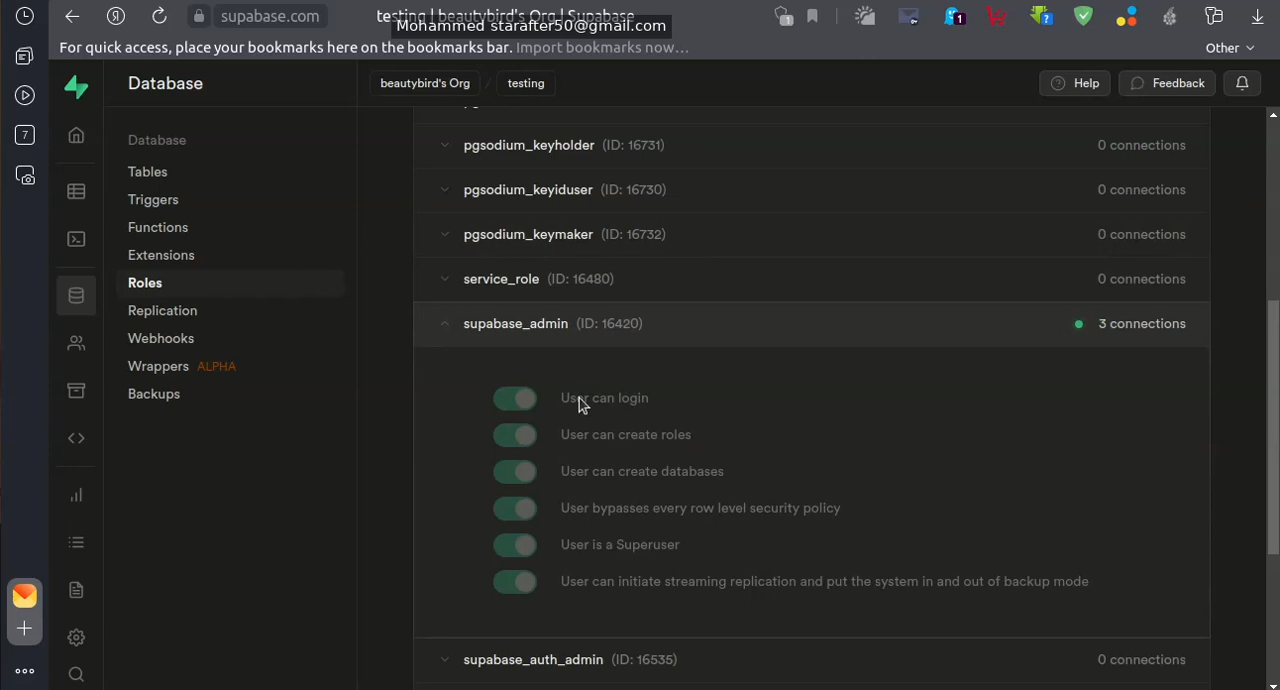 supabase.com
testing | beautybird's Org | Supabase
Mohammed starafter50@gmail.com
1
?
For quick access, place your bookmarks here on the bookmarks bar. Import bookmarks now…
Other
Database
beautybird's Org / testing
Help
Feedback
7
Database
Tables
Triggers
Functions
Extensions
Roles
Replication
Webhooks
Wrappers ALPHA
Backups
pgsodium_keyholder (ID: 16731) 0 connections
pgsodium_keyiduser (ID: 16730) 0 connections
pgsodium_keymaker (ID: 16732) 0 connections
service_role (ID: 16480) 0 connections
supabase_admin (ID: 16420) 3 connections
User can login
User can create roles
User can create databases
User bypasses every row level security policy
User is a Superuser
User can initiate streaming replication and put the system in and out of backup mode
supabase_auth_admin (ID: 16535) 0 connections